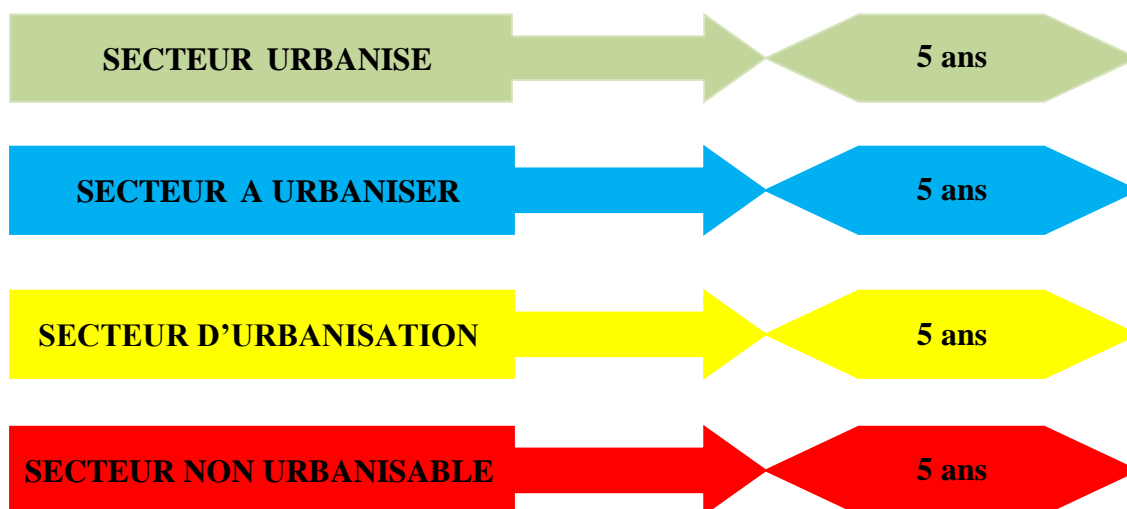 SECTEUR URBANISE
5 ans
SECTEUR A URBANISER
5 ans
SECTEUR D’URBANISATION
5 ans
SECTEUR NON URBANISABLE
5 ans